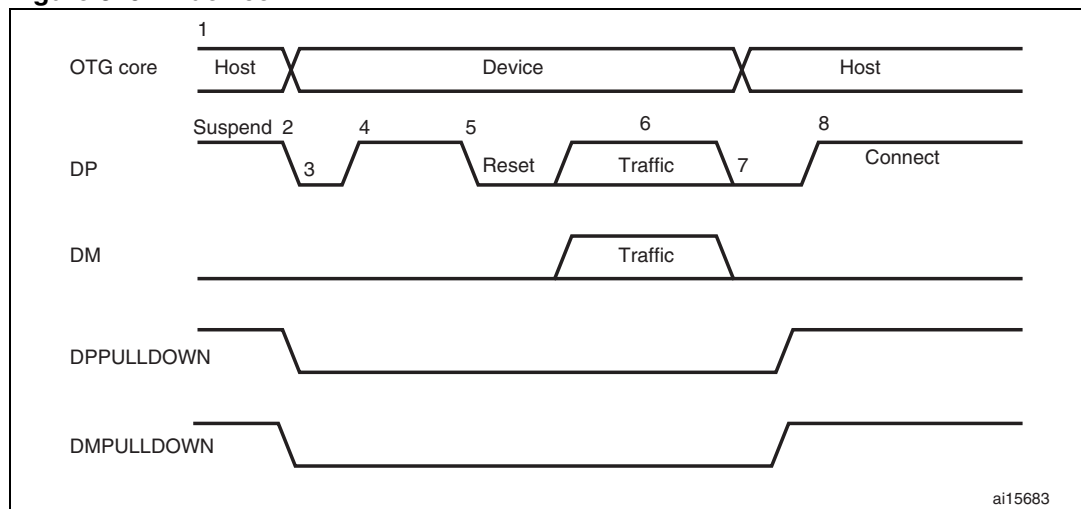 1
OTG core Host Device Host
Suspend 2 4 5 6 8
DP 3 Reset Traffic 7 Connect
DM Traffic
DPPULLDOWN
DMPULLDOWN
ai15683